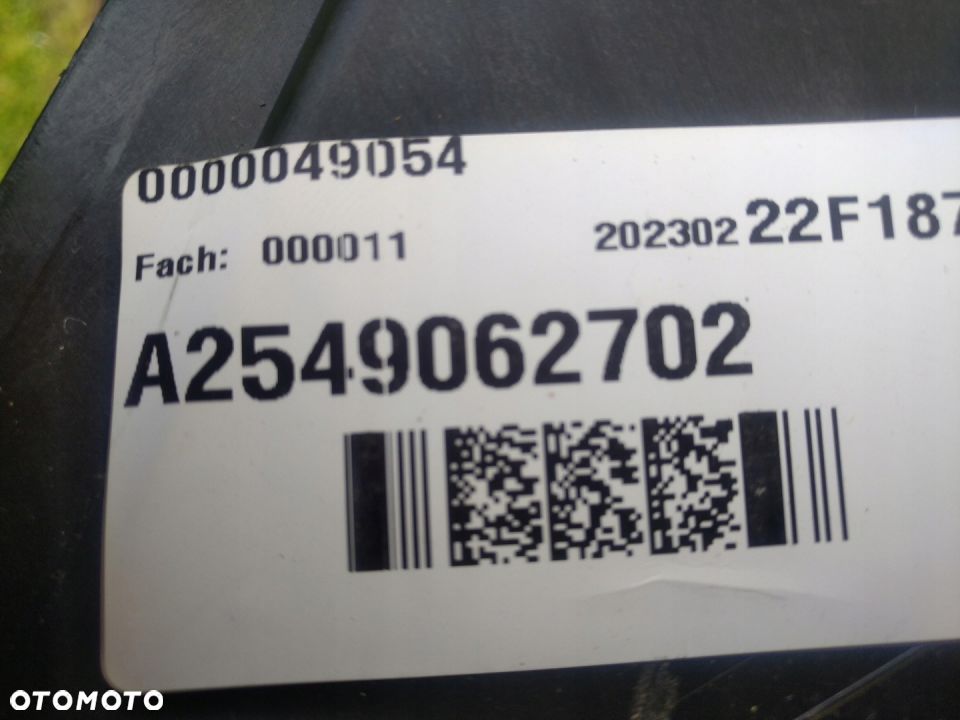 0000049054
Fach: 000011 202302 22F187
A2549062702
OTOMOTO